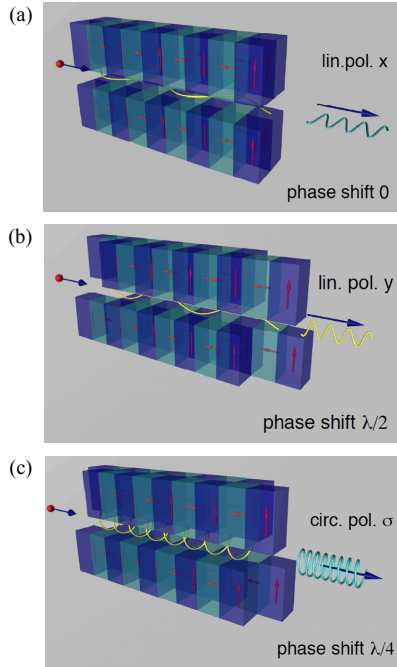 (a)
lin.pol. x
phase shift 0
(b)
lin. pol. y
phase shift λ/2
(c)
circ. pol. σ
phase shift λ/4